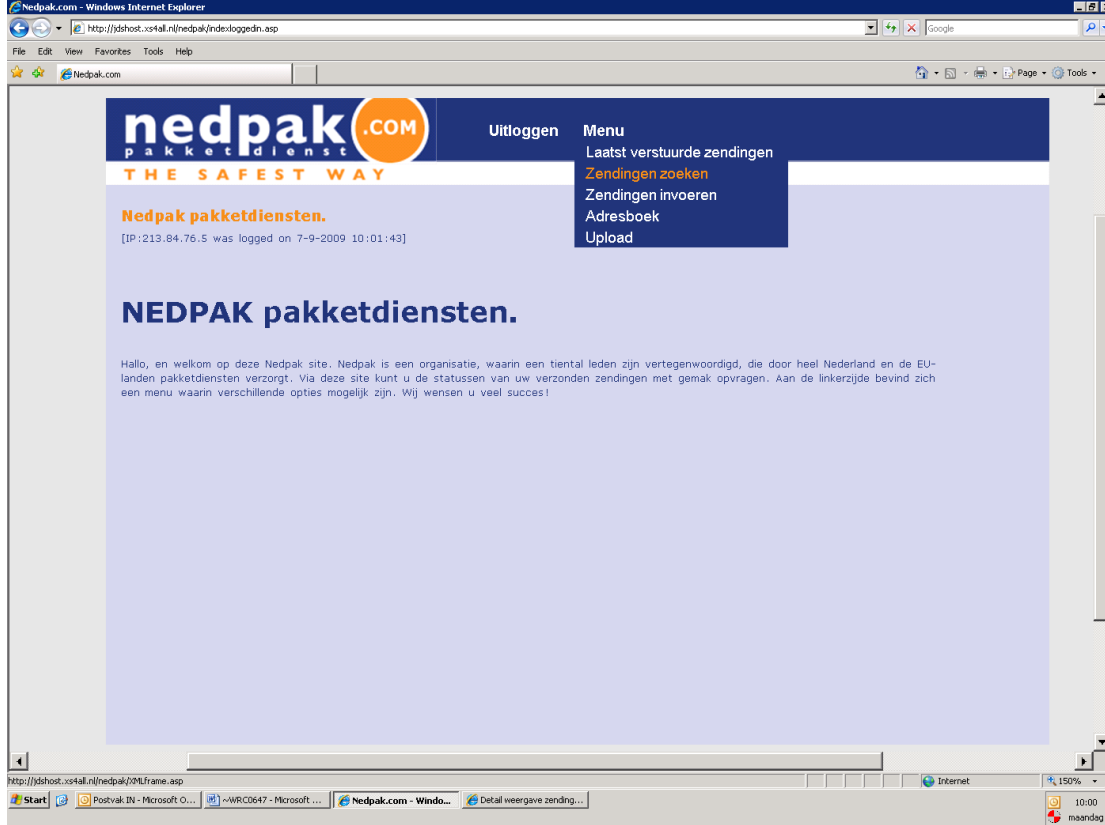 Nedpak.com - Windows Internet Explorer
http://jdshost.xs4all.nl/nedpak/indexloggedin.asp
Google
File Edit View Favorites Tools Help
Nedpak.com
Page Tools
nedpak .COM
pakketdienst
THE SAFEST WAY
Uitloggen Menu
Laatst verstuurde zendingen
Zendingen zoeken
Zendingen invoeren
Adresboek
Upload
Nedpak pakketdiensten.
[IP:213.84.76.5 was logged on 7-9-2009 10:01:43]
NEDPAK pakketdiensten.
Hallo, en welkom op deze Nedpak site. Nedpak is een organisatie, waarin een tiental leden zijn vertegenwoordigd, die door heel Nederland en de EU-
landen pakketdiensten verzorgt. Via deze site kunt u de statussen van uw verzonden zendingen met gemak opvragen. Aan de linkerzijde bevind zich
een menu waarin verschillende opties mogelijk zijn. Wij wensen u veel succes!
http://jdshost.xs4all.nl/nedpak/XMLframe.asp
Internet
150%
Start
Postvak IN - Microsoft O...
~WRC0647 - Microsoft ...
Nedpak.com - Windo...
Detail weergave zending...
10:00
maandag